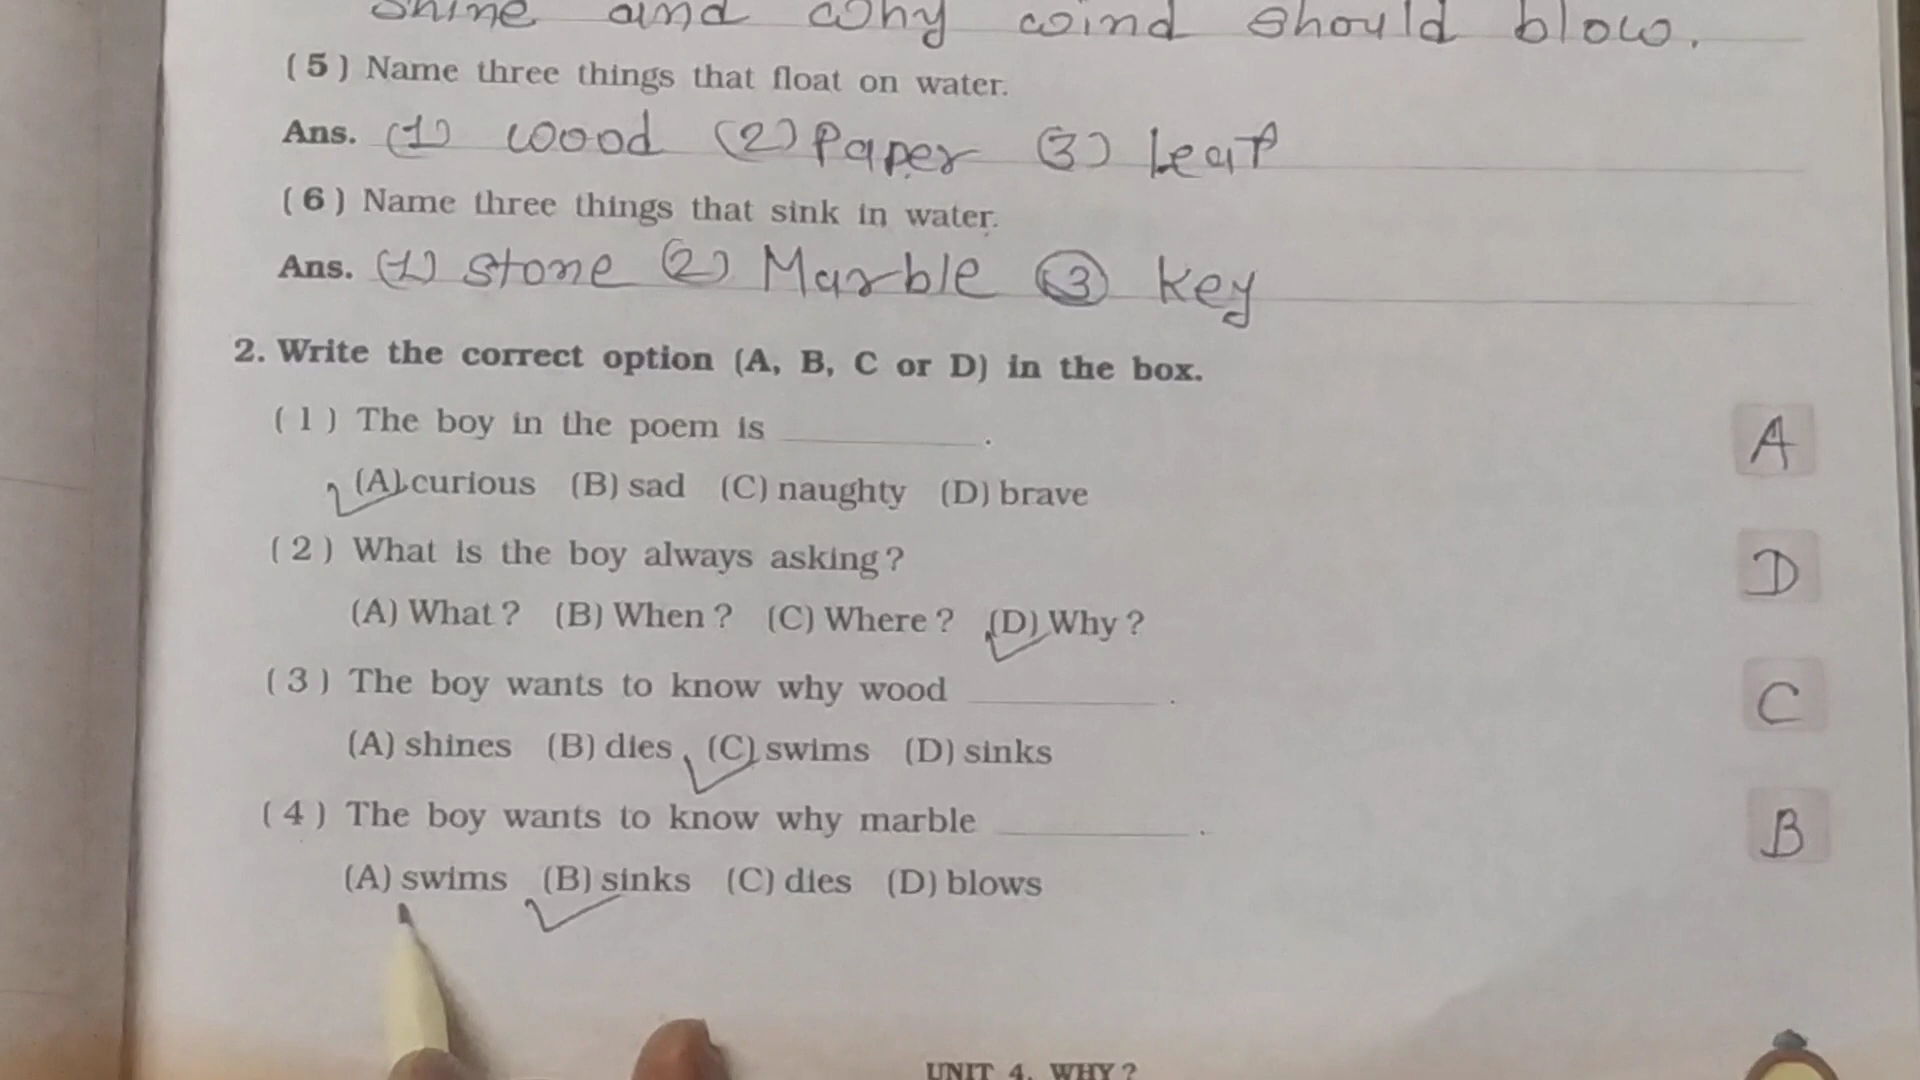 shine and why wind should blow.
(5) Name three things that float on water.
Ans. (1) wood (2) Paper (3) Leaf
(6) Name three things that sink in water.
Ans. (1) stone (2) Marble (3) key
2. Write the correct option (A, B, C or D) in the box.
(1) The boy in the poem is ____________. A
(A) curious (B) sad (C) naughty (D) brave
(2) What is the boy always asking? D
(A) What? (B) When? (C) Where? (D) Why?
(3) The boy wants to know why wood ____________. C
(A) shines (B) dies (C) swims (D) sinks
(4) The boy wants to know why marble ____________. B
(A) swims (B) sinks (C) dies (D) blows
UNIT 4. WHY?